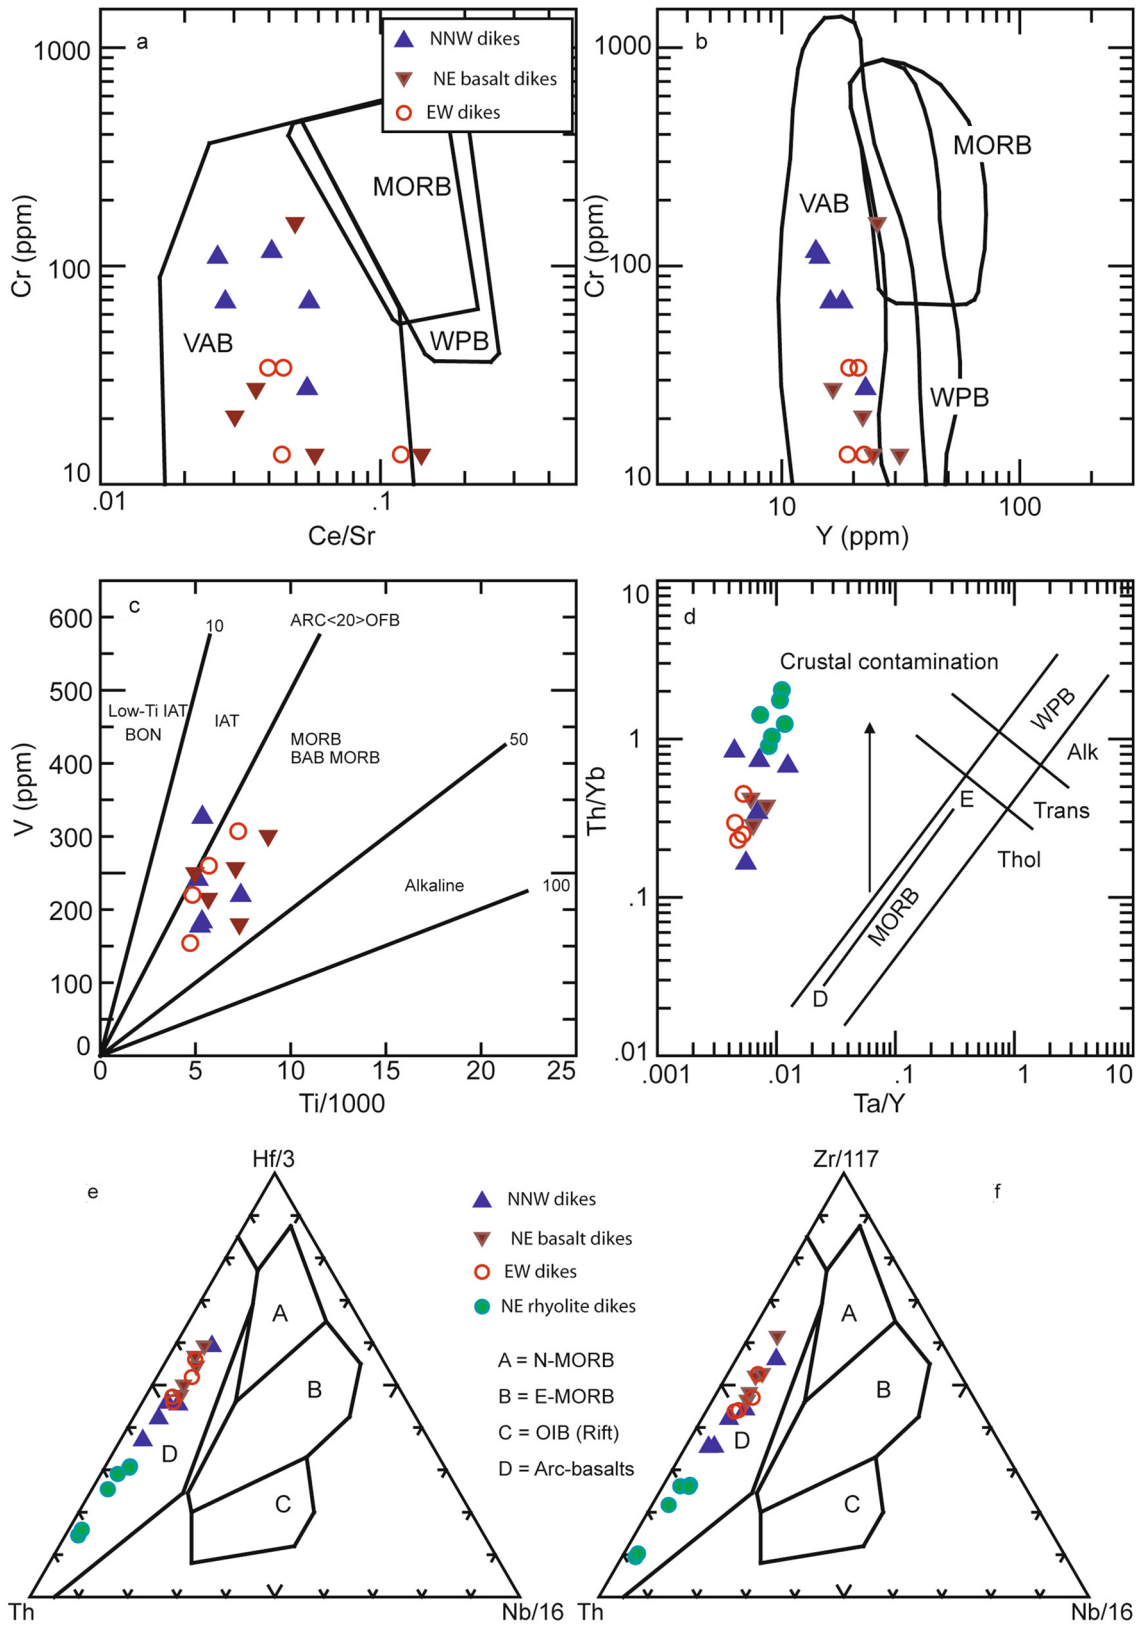 a
NNW dikes
NE basalt dikes
EW dikes
1000
100
10
Cr (ppm)
VAB
MORB
WPB
.01
.1
Ce/Sr
b
1000
100
10
Cr (ppm)
VAB
MORB
WPB
10
100
Y (ppm)
c
600
500
400
300
200
100
0
V (ppm)
10
ARC<20>OFB
Low-Ti IAT
BON
IAT
MORB
BAB MORB
50
Alkaline
100
0
5
10
15
20
25
Ti/1000
d
10
1
.1
.01
Th/Yb
Crustal contamination
WPB
Alk
E
Trans
Thol
MORB
D
.001
.01
.1
1
10
Ta/Y
e
Hf/3
A
B
C
D
Th
Nb/16
NNW dikes
NE basalt dikes
EW dikes
NE rhyolite dikes
A = N-MORB
B = E-MORB
C = OIB (Rift)
D = Arc-basalts
Zr/117
f
A
B
C
D
Th
Nb/16